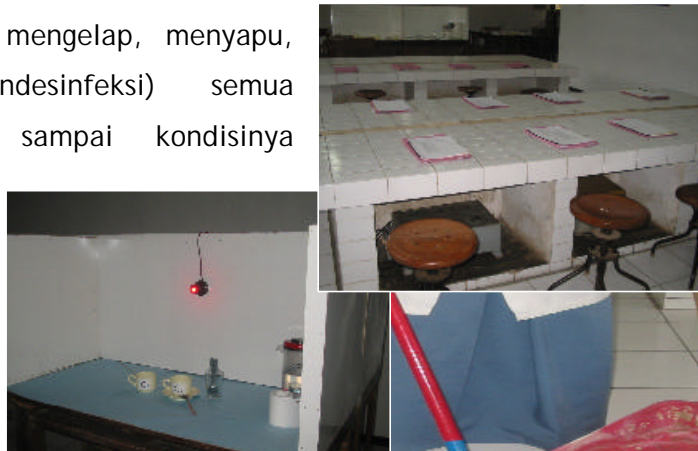 mengelap, menyapu,
ndesinfeksi) semua
sampai kondisinya